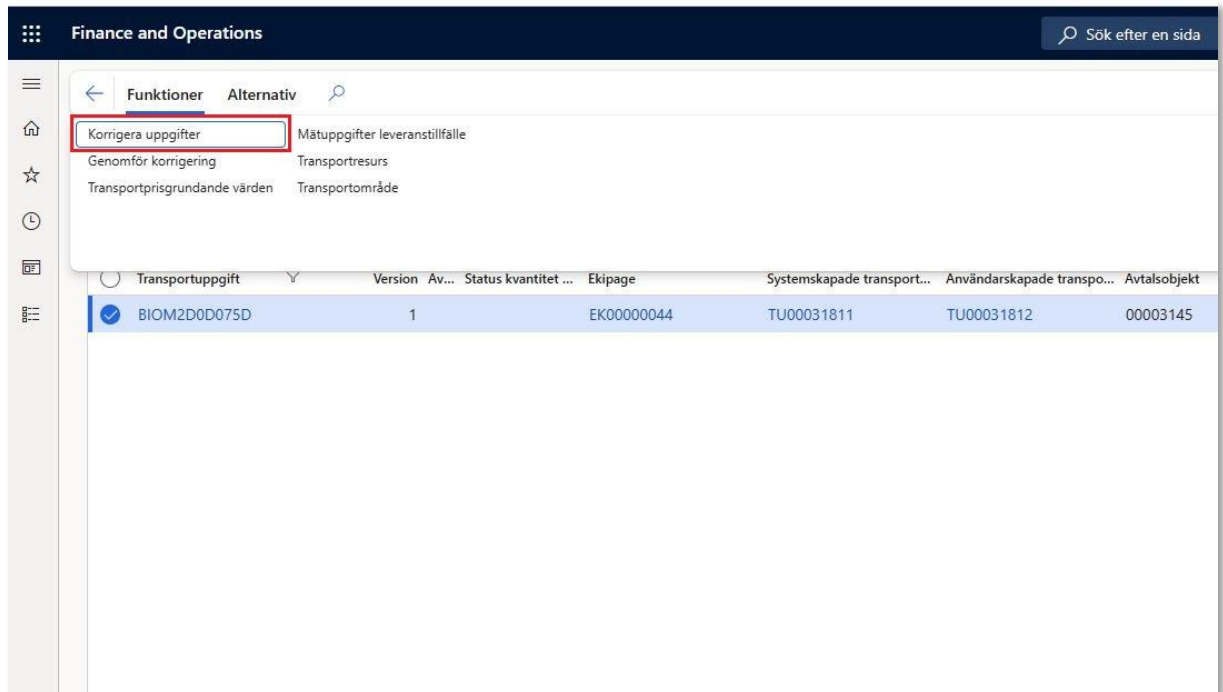 Finance and Operations Sök efter en sida
Funktioner Alternativ
Korrigera uppgifter Mätuppgifter leveranstillfälle
Genomför korrigering Transportresurs
Transportprisgrundande värden Transportområde
Transportuppgift Version Av... Status kvantitet ... Ekipage Systemskapade transport... Användarskapade transpo... Avtalsobjekt
BIOM2D0D075D 1 EK00000044 TU00031811 TU00031812 00003145